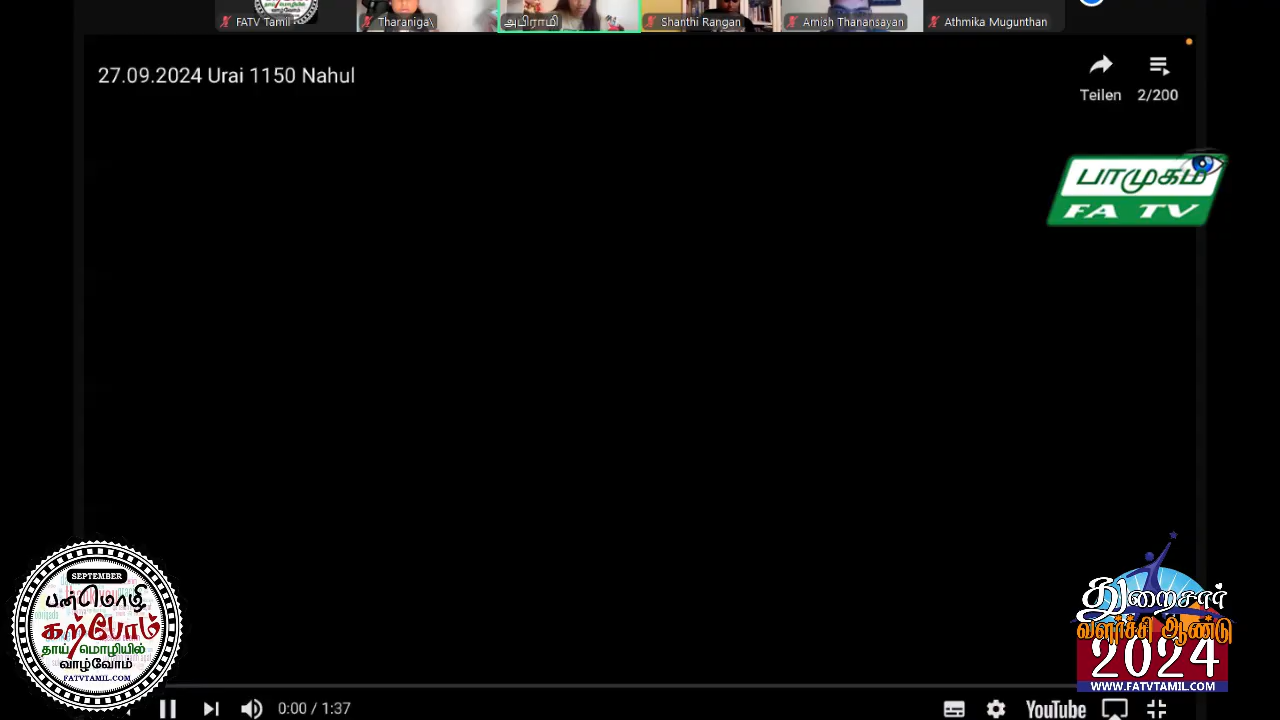 FATV Tamil
Tharaniga\
அபிராமி
Shanthi Rangan
Amish Thanansayan
Athmika Mugunthan
27.09.2024 Urai 1150 Nahul
Teilen
2/200
பாமுகம்
FA TV
SEPTEMBER
பன்மொழி
கற்போம்
தாய் மொழியில்
வாழ்வோம்
FATVTAMIL.COM
துறைசார்
வளர்ச்சி ஆண்டு
2024
WWW.FATVTAMIL.COM
0:00 / 1:37
YouTube